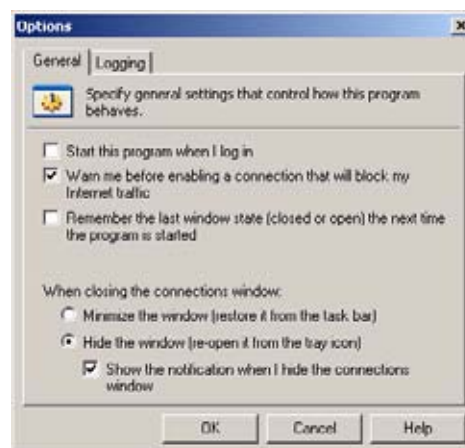 Options
General
Logging
Specify general settings that control how this program
behaves.
Start this program when I log in
Warn me before enabling a connection that will block my
Internet traffic
Remember the last window state (closed or open) the next time
the program is started
When closing the connections window:
Minimize the window (restore it from the task bar)
Hide the window (re-open it from the tray icon)
Show the notification when I hide the connections
window
OK
Cancel
Help